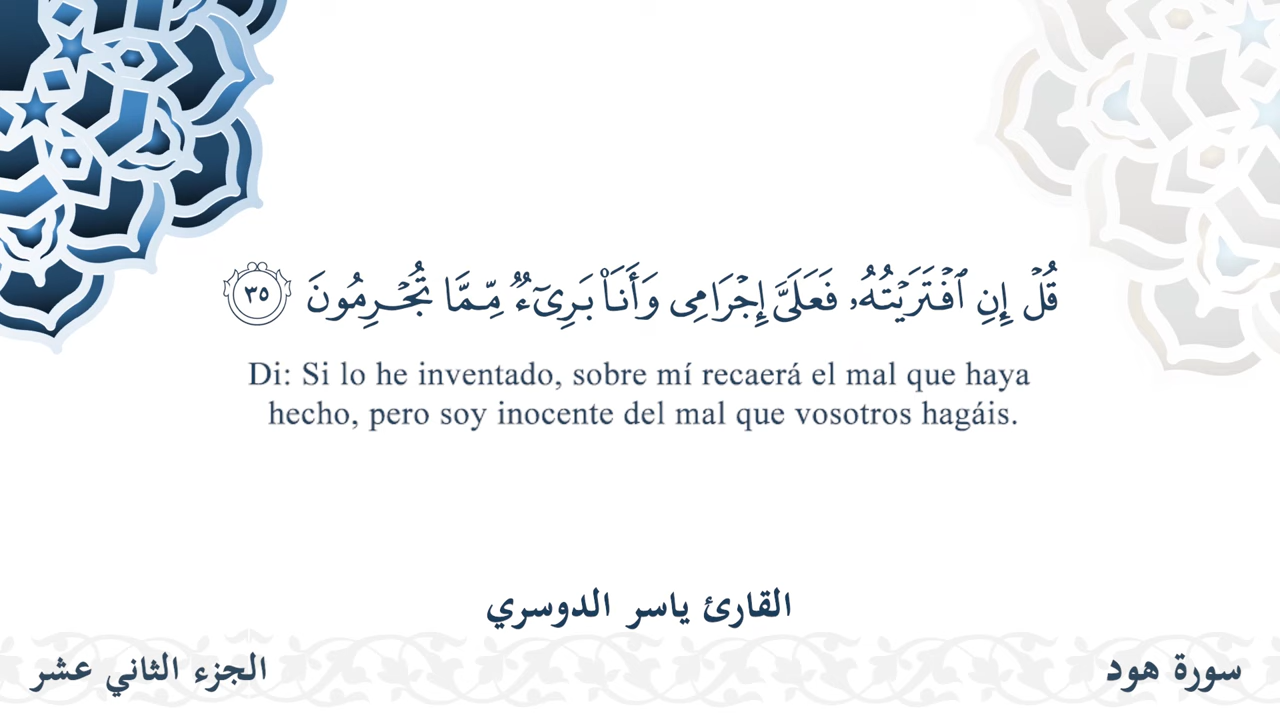 قُلْ إِنِ ٱفْتَرَيْتُهُۥ فَعَلَىَّ إِجْرَامِى وَأَنَا۠ بَرِىٓءٌۭ مِّمَّا تُجْرِمُونَ ٣٥
Di: Si lo he inventado, sobre mí recaerá el mal que haya
hecho, pero soy inocente del mal que vosotros hagáis.
القارئ ياسر الدوسري
سورة هود
الجزء الثاني عشر